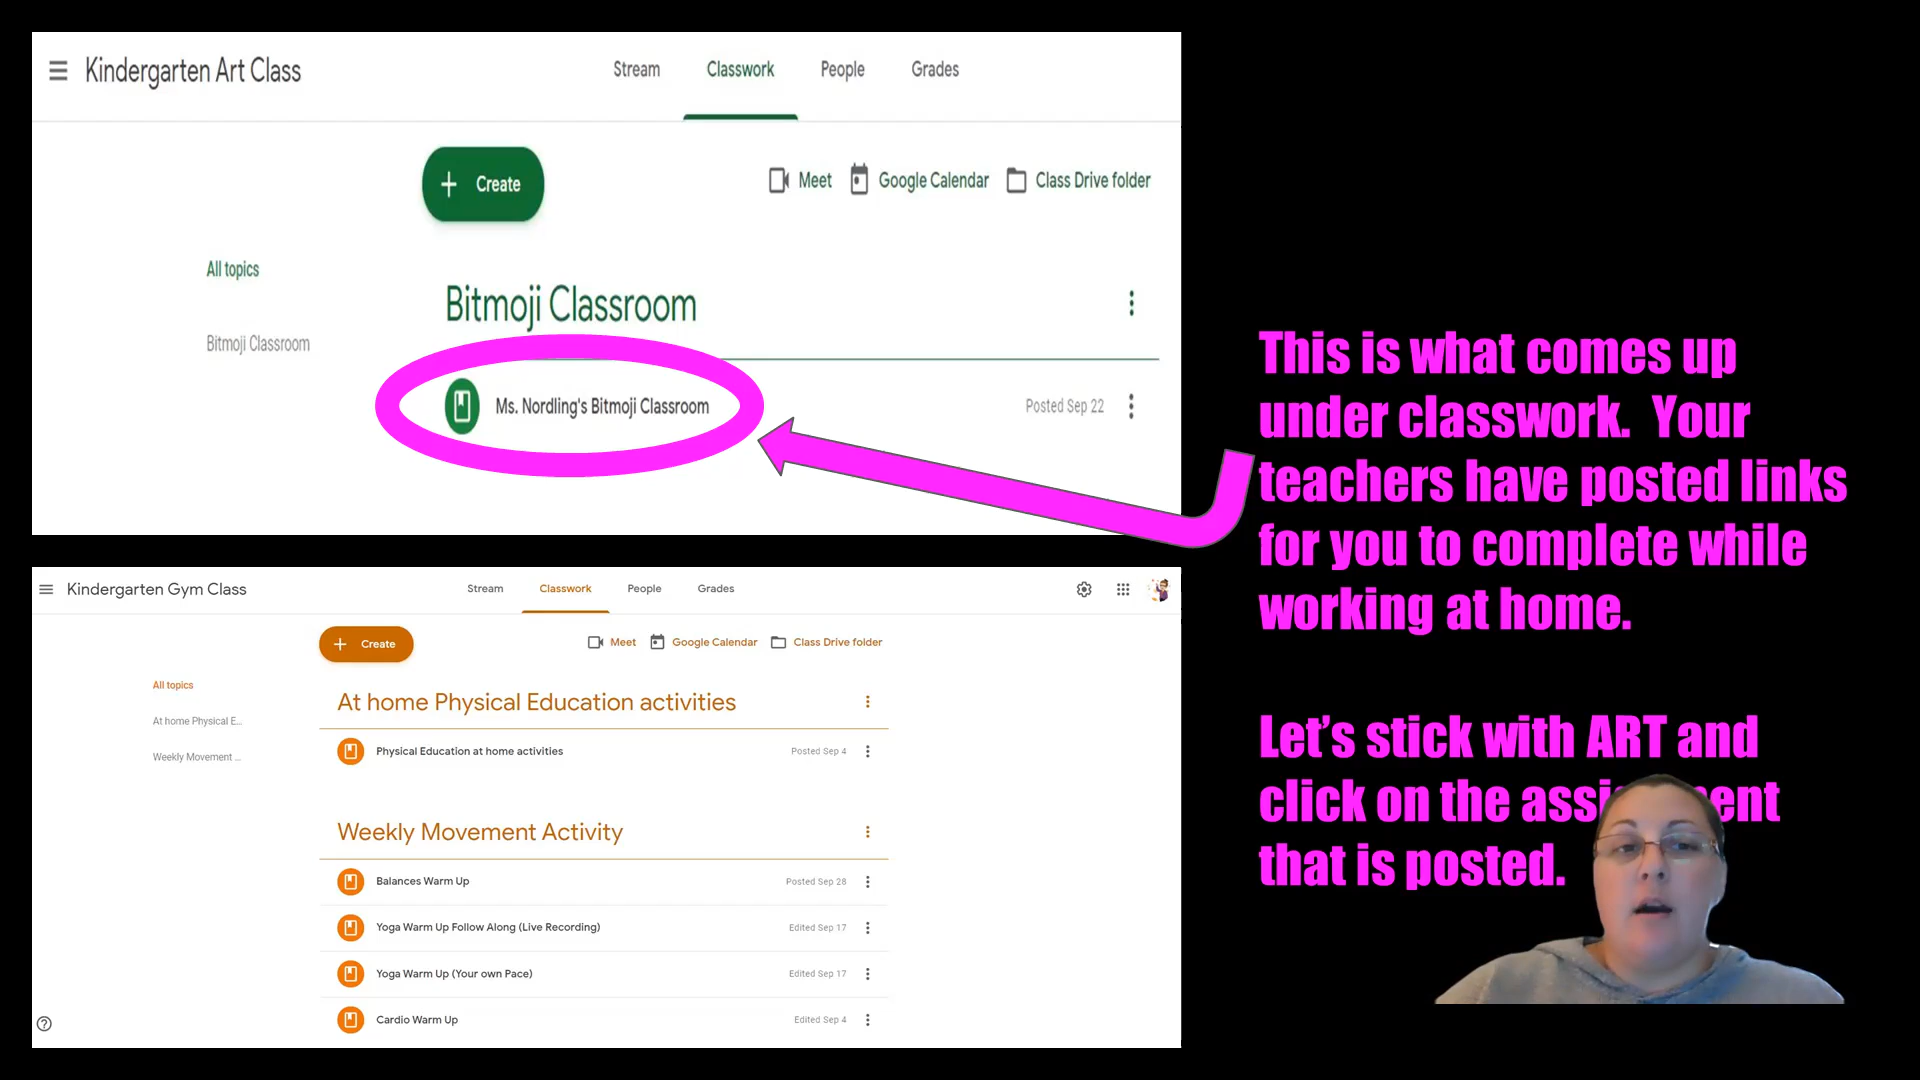 Kindergarten Art Class
Stream Classwork People Grades
+ Create
Meet Google Calendar Class Drive folder
All topics
Bitmoji Classroom
Bitmoji Classroom
Ms. Nordling's Bitmoji Classroom Posted Sep 22
Kindergarten Gym Class
Stream Classwork People Grades
+ Create
Meet Google Calendar Class Drive folder
All topics
At home Physical E...
Weekly Movement ...
At home Physical Education activities
Physical Education at home activities Posted Sep 4
Weekly Movement Activity
Balances Warm Up Posted Sep 28
Yoga Warm Up Follow Along (Live Recording) Edited Sep 17
Yoga Warm Up (Your own Pace) Edited Sep 17
Cardio Warm Up Edited Sep 4
This is what comes up
under classwork. Your
teachers have posted links
for you to complete while
working at home.
Let's stick with ART and
click on the
that is posted.